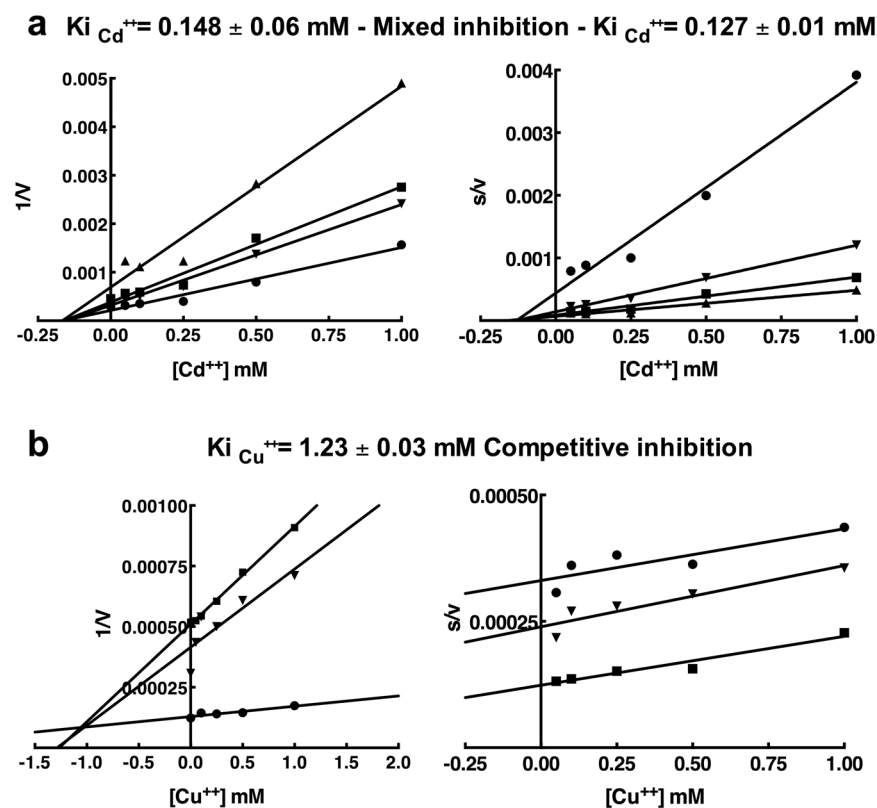 a Ki Cd++= 0.148 ± 0.06 mM - Mixed inhibition - Ki Cd++= 0.127 ± 0.01 mM
0.005
0.004
0.003
0.002
0.001
1/V
-0.25 0.00 0.25 0.50 0.75 1.00
[Cd++] mM
0.004
0.003
0.002
0.001
s/v
-0.25 0.00 0.25 0.50 0.75 1.00
[Cd++] mM
b Ki Cu++= 1.23 ± 0.03 mM Competitive inhibition
0.00100
0.00075
0.00050
0.00025
1/V
-1.5 -1.0 -0.5 0.0 0.5 1.0 1.5 2.0
[Cu++] mM
0.00050
0.00025
s/v
-0.25 0.00 0.25 0.50 0.75 1.00
[Cu++] mM